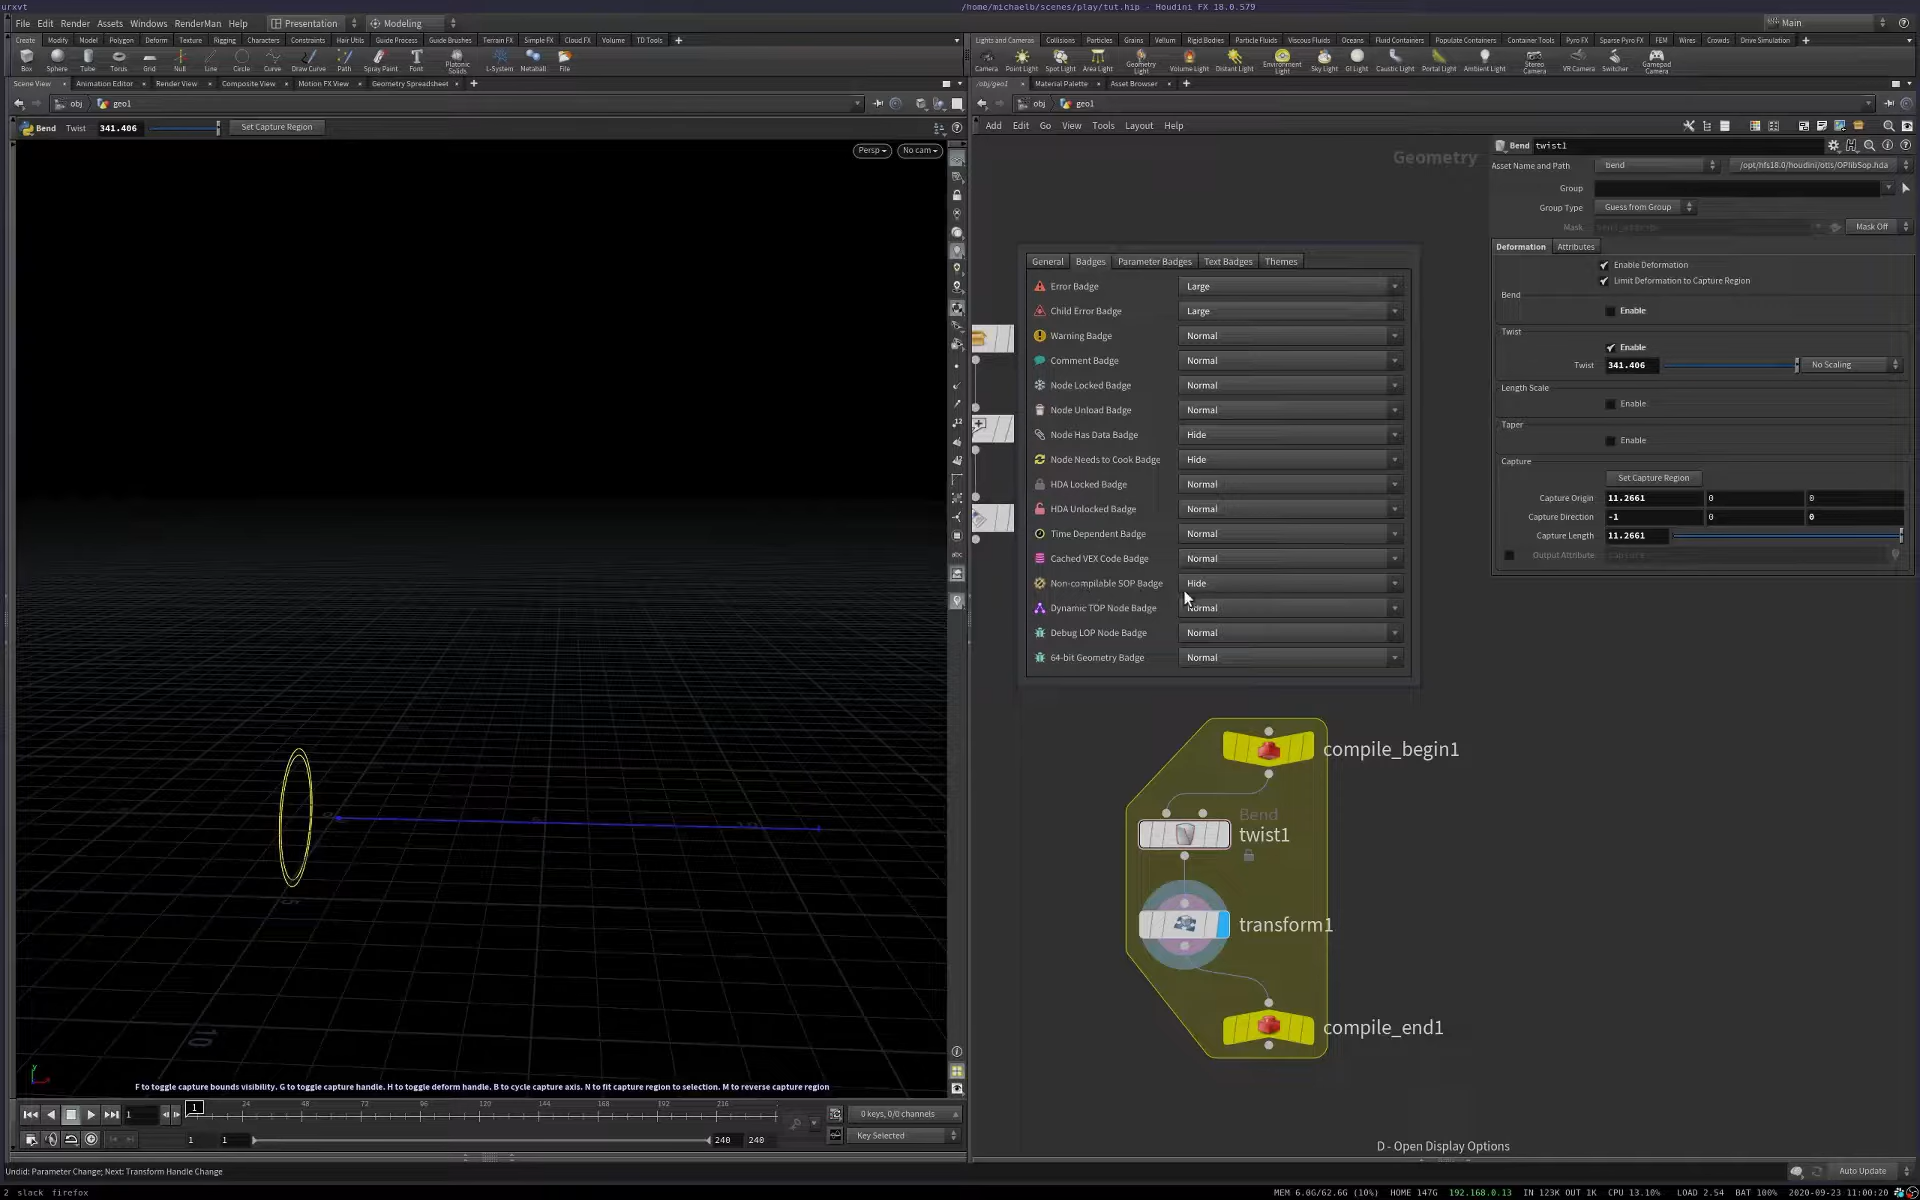 urxvt
/home/michaelb/scenes/play/tut.hip - Houdini FX 18.0.579
File Edit Render Assets Windows RenderMan Help Presentation Modeling
Main
Create Modify Model Polygon Deform Texture Rigging Characters Constraints Hair Utils Guide Process Guide Brushes Terrain FX Simple FX Cloud FX Volume TD Tools
Lights and Cameras Collisions Particles Grains Vellum Rigid Bodies Particle Fluids Viscous Fluids Oceans Fluid Containers Populate Containers Container Tools Pyro FX Sparse Pyro FX FEM Wires Crowds Drive Simulation
Box Sphere Tube Torus Grid Null Line Circle Curve Draw Curve Path Spray Paint Font Platonic Solids L-System Metaball File
Camera Point Light Spot Light Area Light Geometry Light Volume Light Distant Light Environment Light Sky Light GI Light Caustic Light Portal Light Ambient Light Stereo Camera VR Camera Switcher Gamepad Camera
Scene View Animation Editor Render View Composite View Motion FX View Geometry Spreadsheet
/obj/geo1 Material Palette Asset Browser
obj geo1
obj geo1
Bend Twist 341.406 Set Capture Region
Add Edit Go View Tools Layout Help
Persp No cam
Geometry
Bend twist1
Asset Name and Path bend /opt/hfs18.0/houdini/otls/OPlibSop.hda
Group
Group Type Guess from Group
Mask Mask Off
Deformation Attributes
Enable Deformation
Limit Deformation to Capture Region
Bend
Enable
Twist
Enable
Twist 341.406 No Scaling
Length Scale
Enable
Taper
Enable
Capture
Set Capture Region
Capture Origin 11.2661 0 0
Capture Direction -1 0 0
Capture Length 11.2661
Output Attribute
General Badges Parameter Badges Text Badges Themes
Error Badge Large
Child Error Badge Large
Warning Badge Normal
Comment Badge Normal
Node Locked Badge Normal
Node Unload Badge Normal
Node Has Data Badge Hide
Node Needs to Cook Badge Hide
HDA Locked Badge Normal
HDA Unlocked Badge Normal
Time Dependent Badge Normal
Cached VEX Code Badge Normal
Non-compilable SOP Badge Hide
Dynamic TOP Node Badge Normal
Debug LOP Node Badge Normal
64-bit Geometry Badge Normal
compile_begin1
Bend
twist1
transform1
compile_end1
10
F to toggle capture bounds visibility. G to toggle capture handle. H to toggle deform handle. B to cycle capture axis. N to fit capture region to selection. M to reverse capture region
D - Open Display Options
1 1 24 48 72 96 120 144 168 192 216
0 keys, 0/0 channels
1 1 240 240
Key Selected
Undid: Parameter Change; Next: Transform Handle Change
Auto Update
2 slack firefox
MEM 6.0G/62.6G (10%) HOME 147G 192.168.0.13 IN 123K OUT 1K CPU 13.10% LOAD 2.54 BAT 100% 2020-09-23 11:00:20